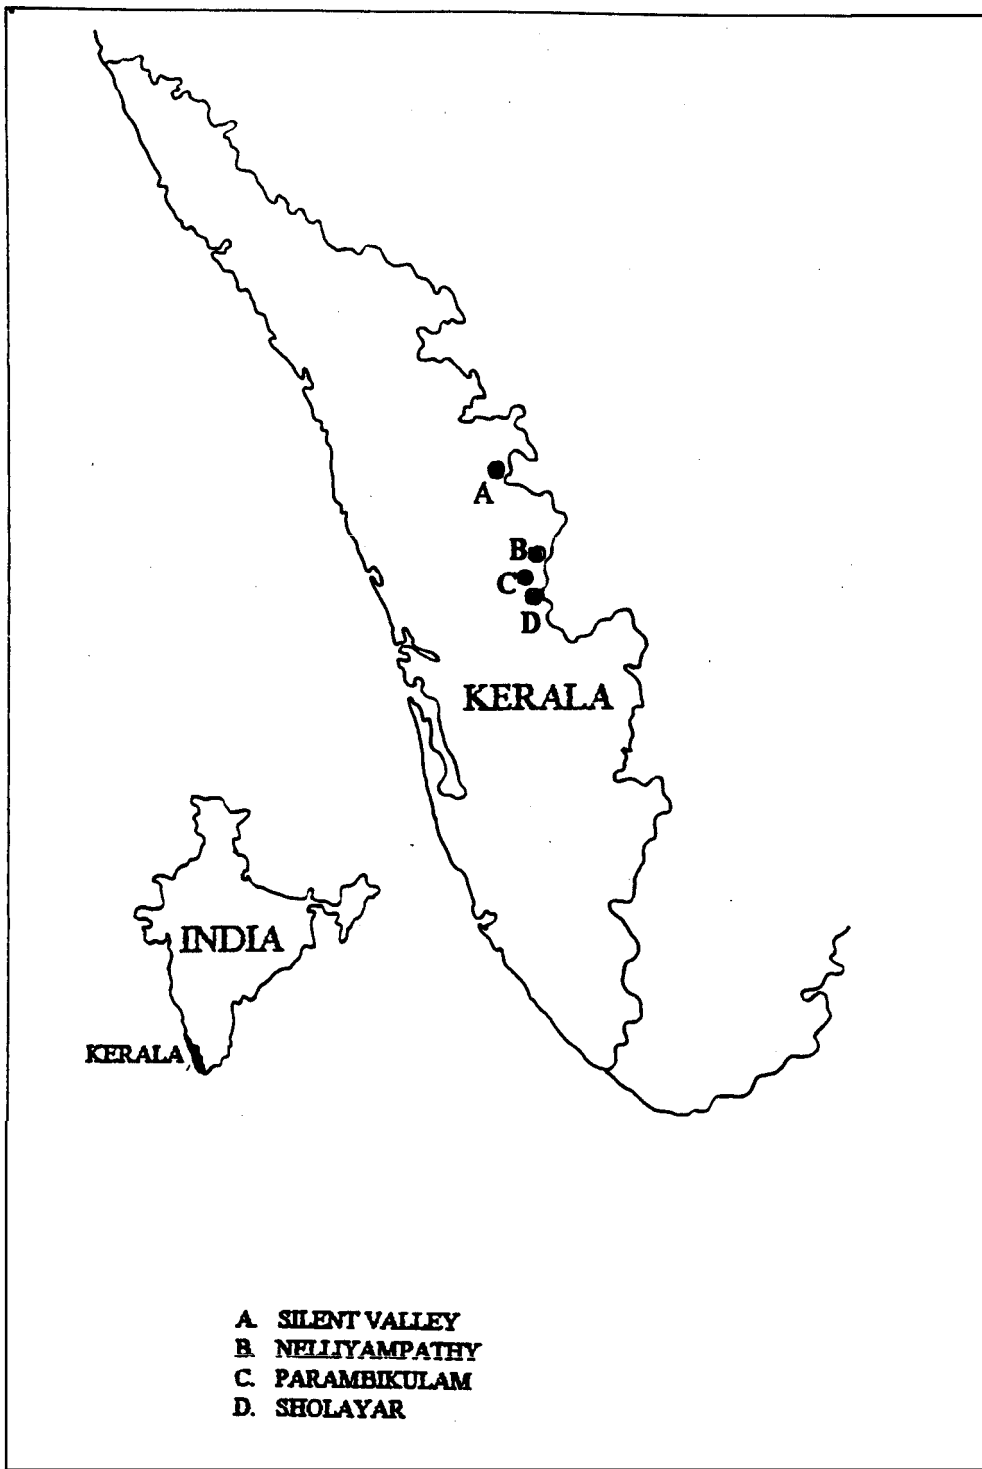 A
B
C
D
KERALA
INDIA
KERALA
A. SILENT VALLEY
B. NELLIYAMPATHY
C. PARAMBIKULAM
D. SHOLAYAR